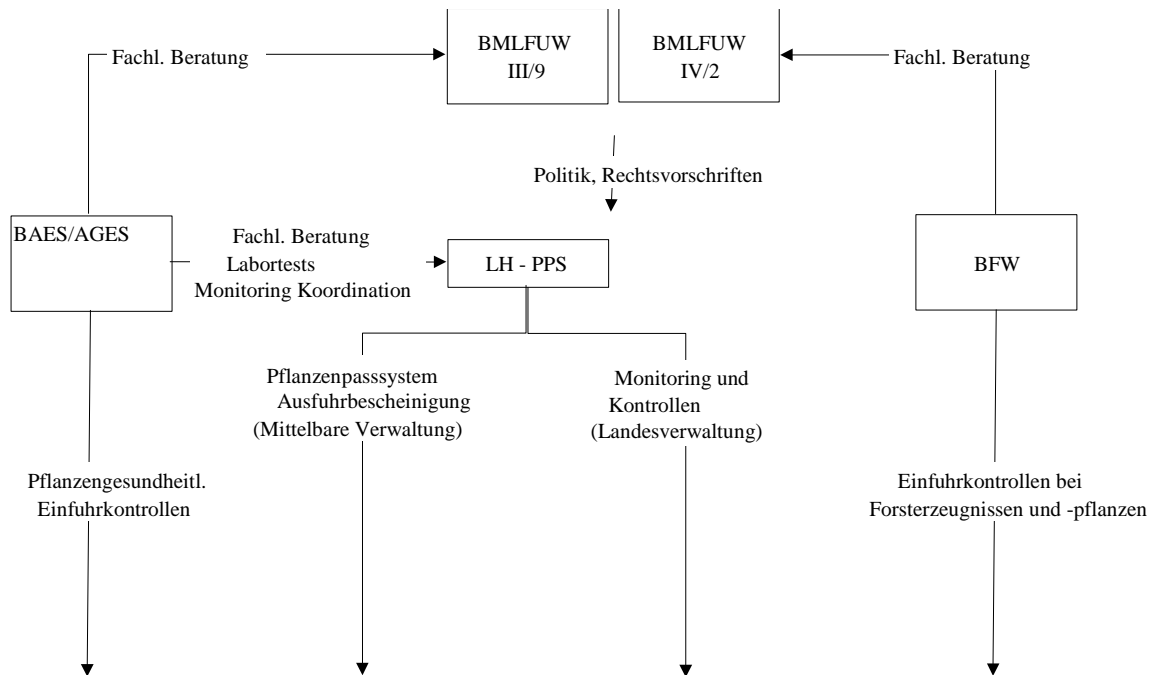 Fachl. Beratung
BMLFUW
III/9
BMLFUW
IV/2
Fachl. Beratung
Politik, Rechtsvorschriften
BAES/AGES
Fachl. Beratung
Labortests
Monitoring Koordination
LH - PPS
BFW
Pflanzenpasssystem
Ausfuhrbescheinigung
(Mittelbare Verwaltung)
Monitoring und
Kontrollen
(Landesverwaltung)
Pflanzengesundheitl.
Einfuhrkontrollen
Einfuhrkontrollen bei
Forsterzeugnissen und -pflanzen